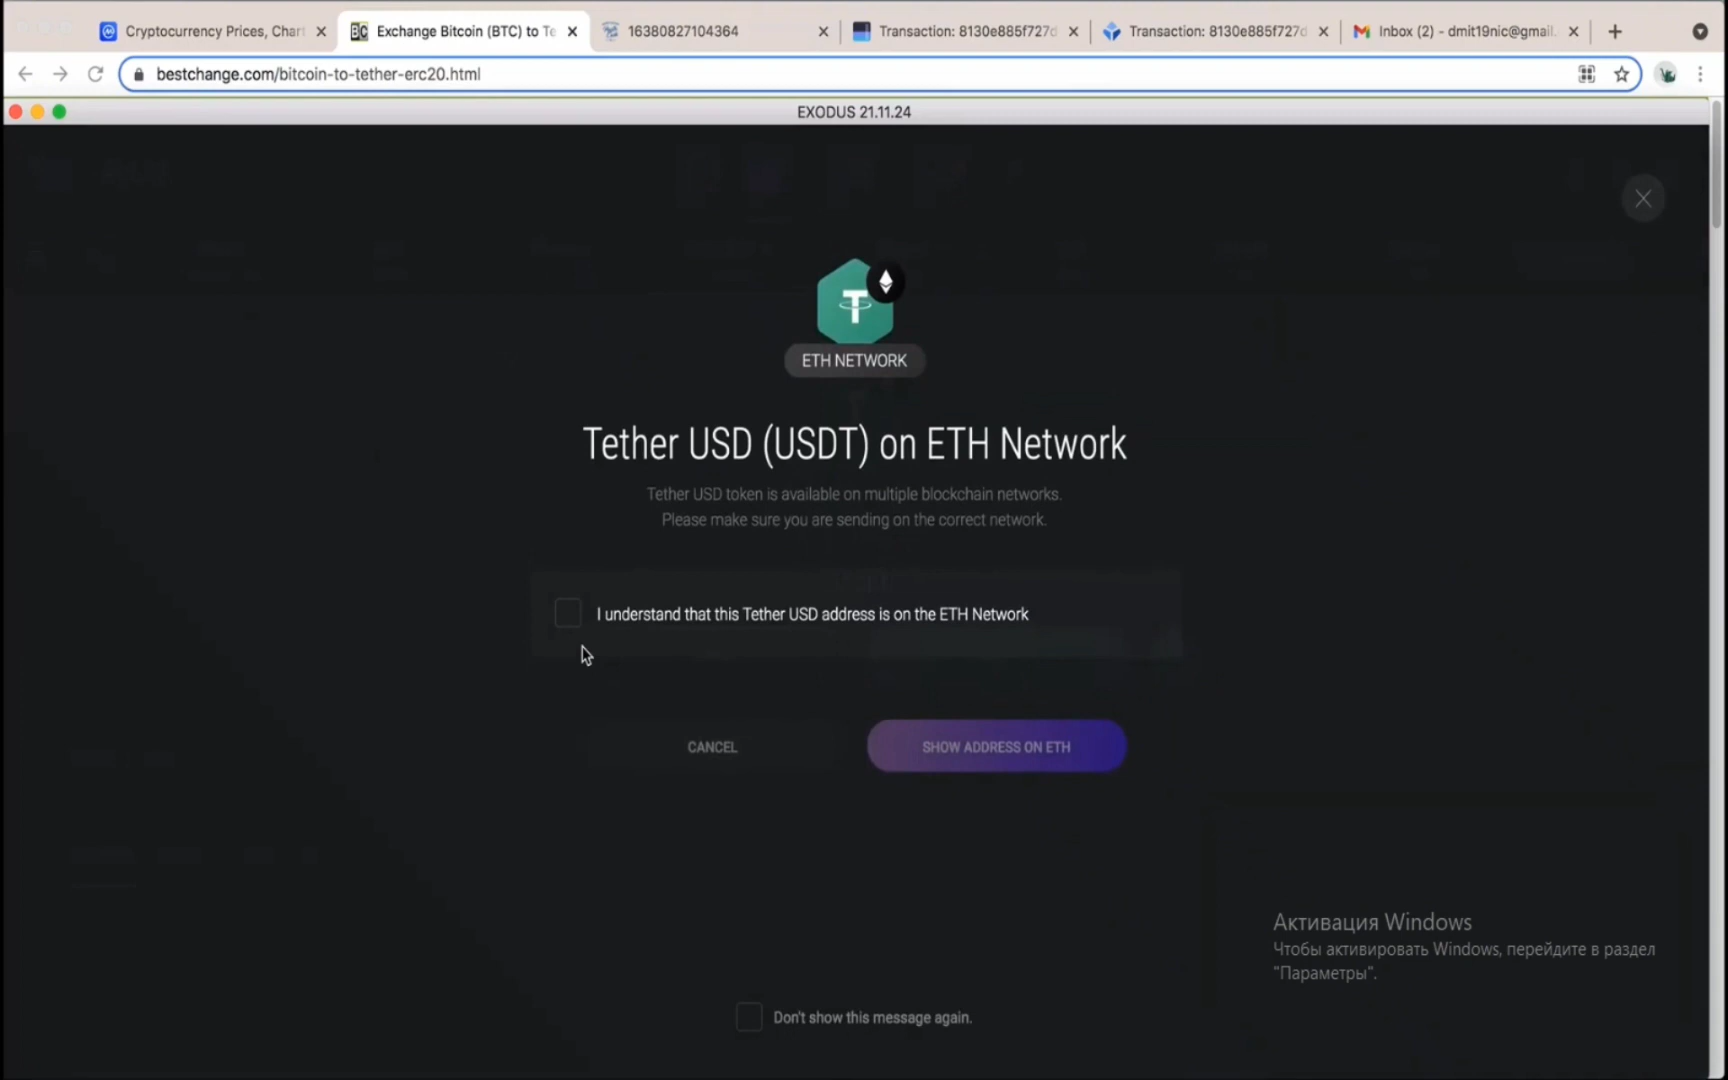 Cryptocurrency Prices, Chart
Exchange Bitcoin (BTC) to Te
16380827104364
Transaction: 8130e885f727d
Transaction: 8130e885f727d
Inbox (2) - dmit19nic@gmail.
bestchange.com/bitcoin-to-tether-erc20.html
EXODUS 21.11.24
ETH NETWORK
Tether USD (USDT) on ETH Network
Tether USD token is available on multiple blockchain networks.
Please make sure you are sending on the correct network.
I understand that this Tether USD address is on the ETH Network
CANCEL
SHOW ADDRESS ON ETH
Активация Windows
Чтобы активировать Windows, перейдите в раздел
"Параметры".
Don't show this message again.